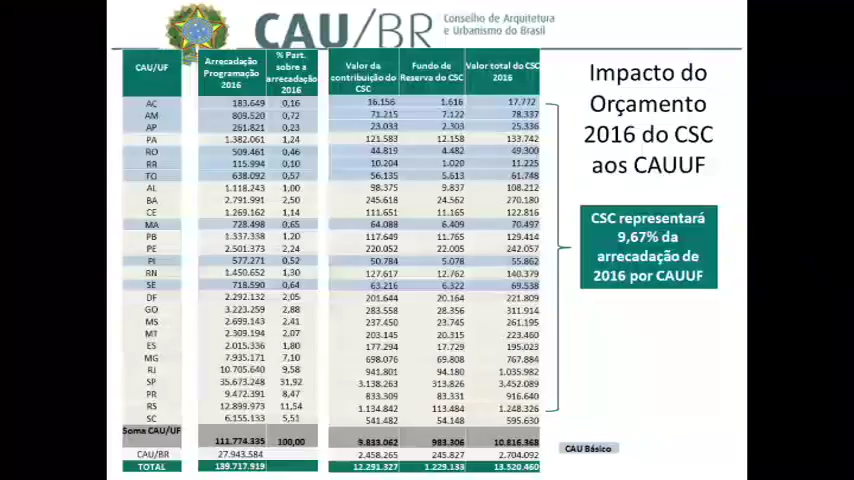 CAU/BR Conselho de Arquitetura
e Urbanismo do Brasil
CAU/UF Arrecadação Programação 2016 % Part. sobre a arrecadação 2016 Valor da contribuição do CSC Fundo de Reserva do CSC Valor total do CSC 2016
AC 183.649 0,16 16.156 1.616 17.772
AM 809.520 0,72 71.215 7.122 78.337
AP 261.821 0,23 23.033 2.303 25.336
PA 1.382.061 1,24 121.583 12.158 133.742
RO 509.461 0,46 44.819 4.482 49.300
RR 115.994 0,10 10.204 1.020 11.225
TO 638.092 0,57 56.135 5.613 61.748
AL 1.118.243 1,00 98.375 9.837 108.212
BA 2.791.991 2,50 245.618 24.562 270.180
CE 1.269.162 1,14 111.651 11.165 122.816
MA 728.498 0,65 64.088 6.409 70.497
PB 1.337.338 1,20 117.649 11.765 129.414
PE 2.501.373 2,24 220.052 22.005 242.057
PI 577.271 0,52 50.784 5.078 55.862
RN 1.450.652 1,30 127.617 12.762 140.379
SE 718.590 0,64 63.216 6.322 69.538
DF 2.292.132 2,05 201.644 20.164 221.809
GO 3.223.259 2,88 283.558 28.356 311.914
MS 2.699.143 2,41 237.450 23.745 261.195
MT 2.309.194 2,07 203.145 20.315 223.460
ES 2.015.336 1,80 177.294 17.729 195.023
MG 7.935.171 7,10 698.076 69.808 767.884
RJ 10.705.640 9,58 941.801 94.180 1.035.982
SP 35.673.248 31,92 3.138.263 313.826 3.452.089
PR 9.472.391 8,47 833.309 83.331 916.640
RS 12.899.973 11,54 1.134.842 113.484 1.248.326
SC 6.155.133 5,51 541.482 54.148 595.630
Soma CAU/UF 111.774.335 100,00 9.833.062 983.306 10.816.368
CAU/BR 27.943.584 2.458.265 245.827 2.704.092
TOTAL 139.717.919 12.291.327 1.229.133 13.520.460
Impacto do
Orçamento
2016 do CSC
aos CAUUF
CSC representará
9,67% da
arrecadação de
2016 por CAUUF
CAU Básico